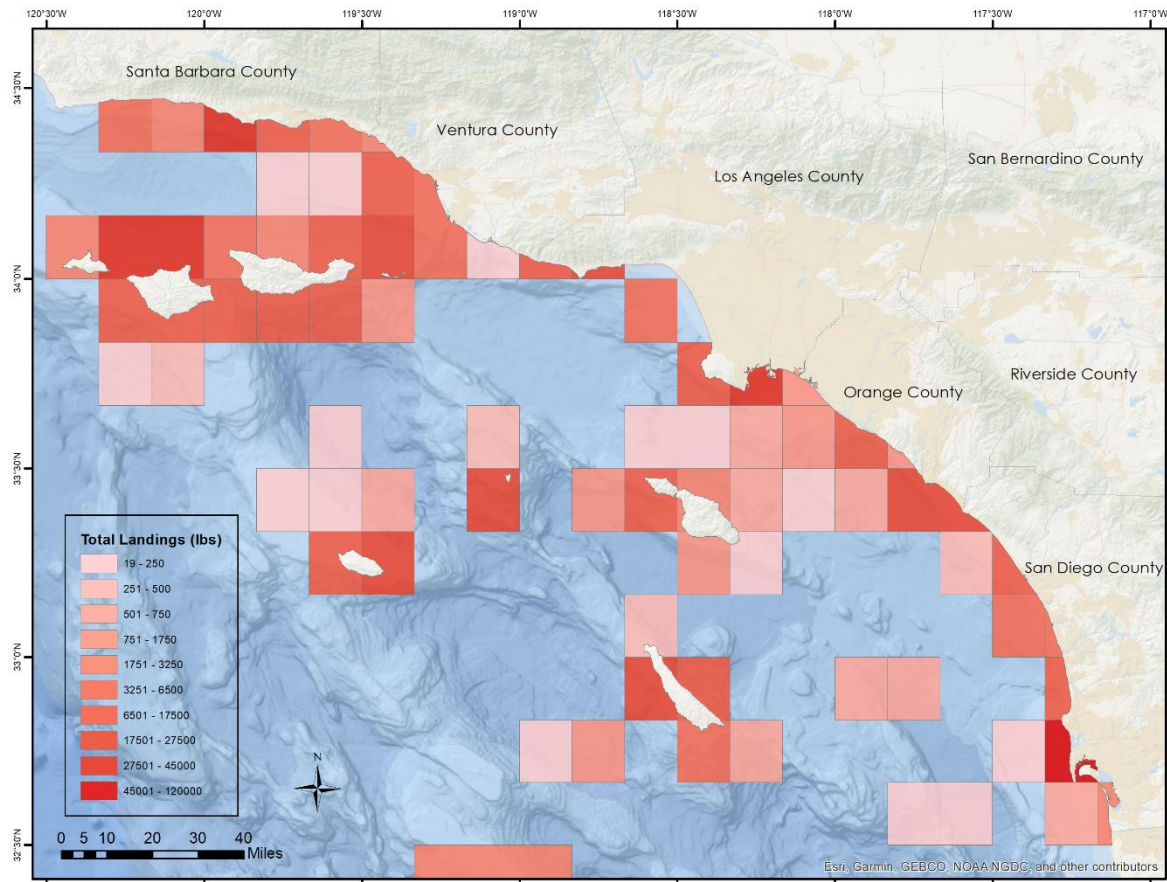 120°30'W 120°0'W 119°30'W 119°0'W 118°30'W 118°0'W 117°30'W 117°0'W
34°30'N
34°0'N
33°30'N
33°0'N
32°30'N
Santa Barbara County
Ventura County
San Bernardino County
Los Angeles County
Riverside County
Orange County
San Diego County
Total Landings (lbs)
19 - 250
251 - 500
501 - 750
751 - 1750
1751 - 3250
3251 - 6500
6501 - 17500
17501 - 27500
27501 - 45000
45001 - 120000
N
0 5 10 20 30 40
Miles
Esri, Garmin, GEBCO, NOAA NGDC, and other contributors